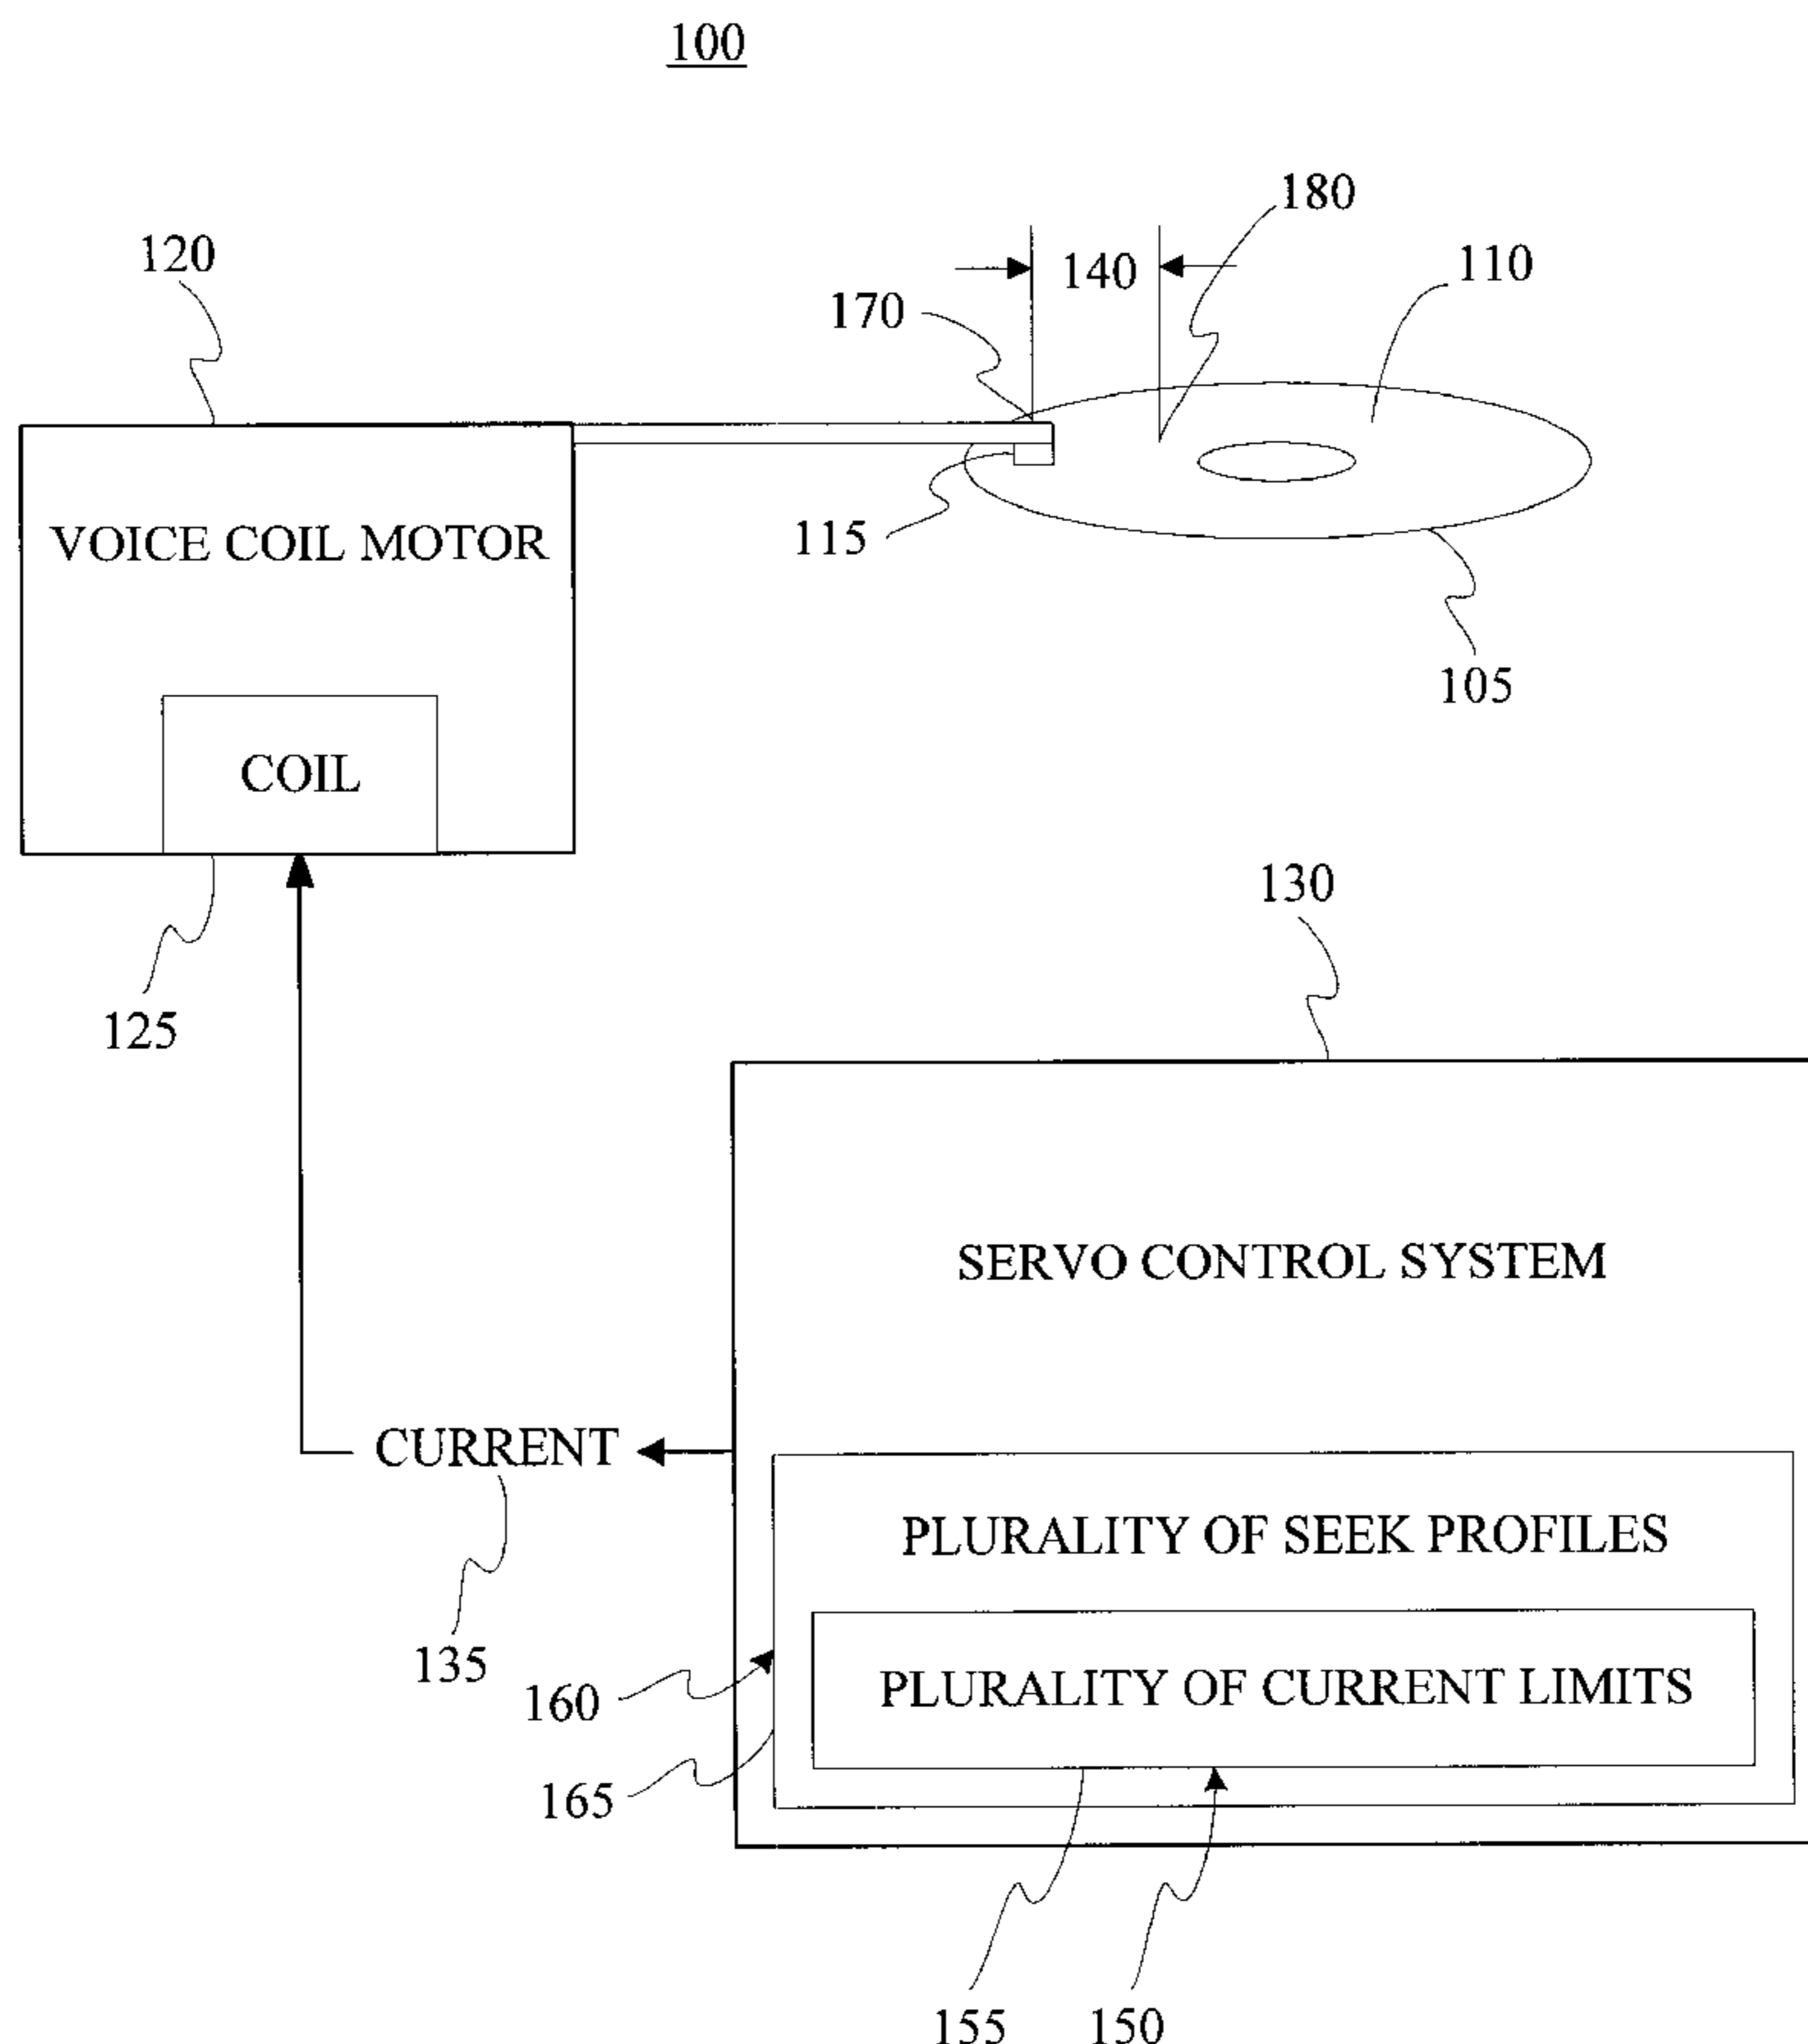 100
180
120
110
140
170
VOICE COIL MOTOR
115
105
COIL
130
125
SERVO CONTROL SYSTEM
CURRENT
PLURALITY OF SEEK PROFILES
135
160
PLURALITY OF CURRENT LIMITS
165
155
150